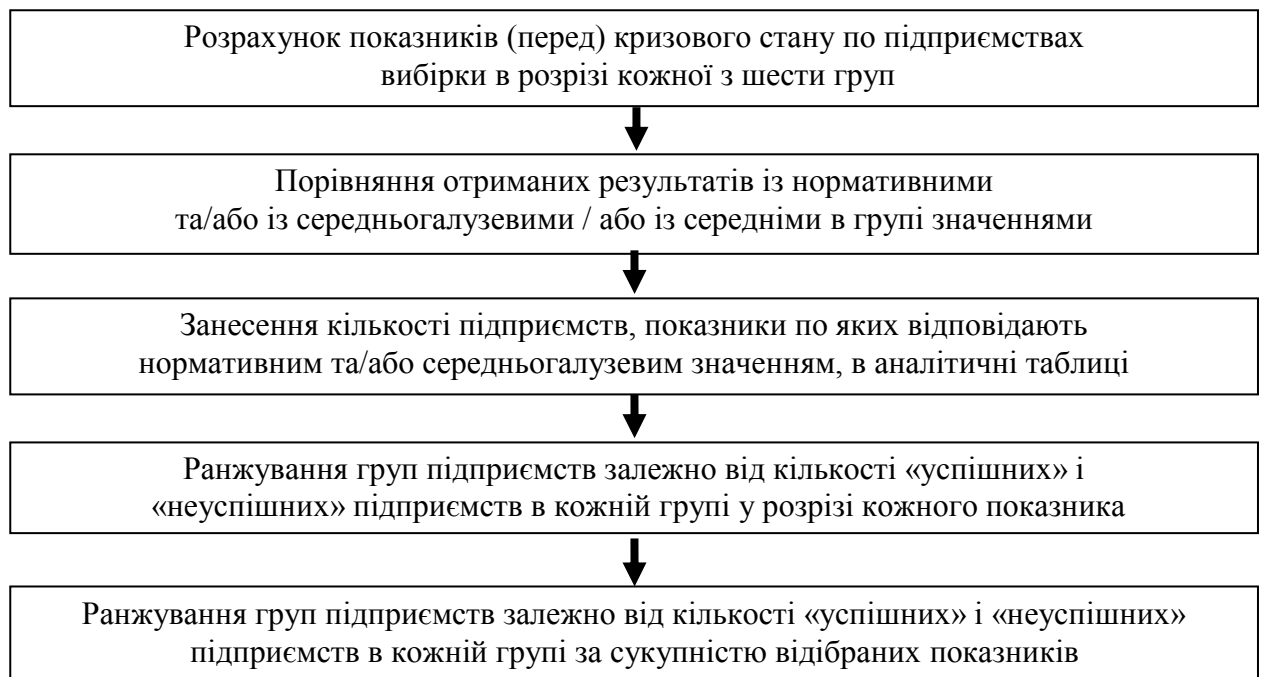 Розрахунок показників (перед) кризового стану по підприємствах
вибірки в розрізі кожної з шести груп
Порівняння отриманих результатів із нормативними
та/або із середньогалузевими / або із середніми в групі значеннями
Занесення кількості підприємств, показники по яких відповідають
нормативним та/або середньогалузевим значенням, в аналітичні таблиці
Ранжування груп підприємств залежно від кількості «успішних» і
«неуспішних» підприємств в кожній групі у розрізі кожного показника
Ранжування груп підприємств залежно від кількості «успішних» і «неуспішних»
підприємств в кожній групі за сукупністю відібраних показників